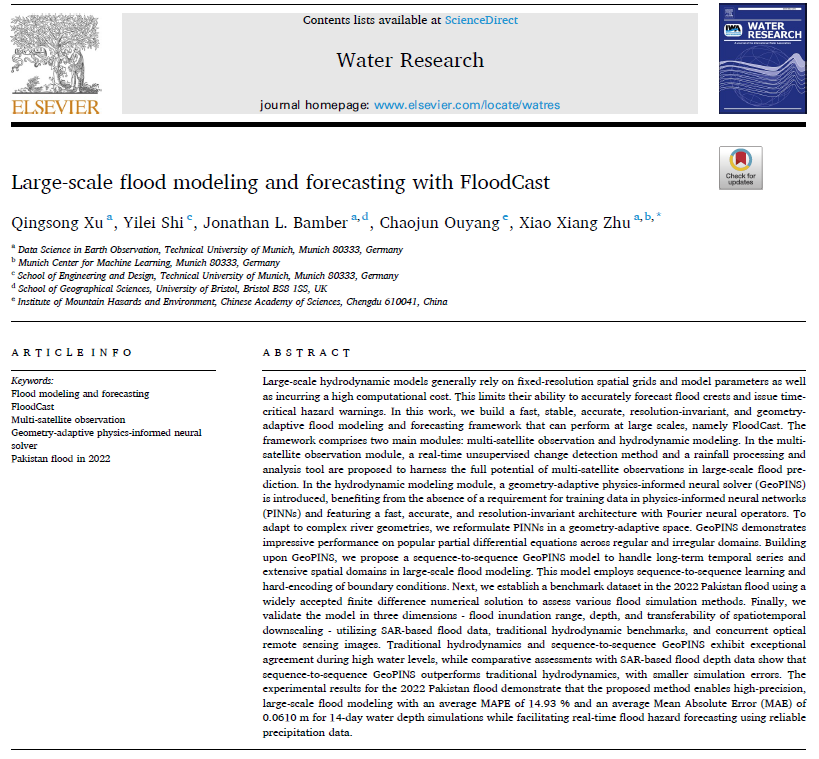 Contents lists available at ScienceDirect
Water Research
journal homepage: www.elsevier.com/locate/watres
ELSEVIER
IWA
WATER
RESEARCH
Check for
updates
Large-scale flood modeling and forecasting with FloodCast
Qingsong Xu a, Yilei Shi c, Jonathan L. Bamber a,d, Chaojun Ouyang e, Xiao Xiang Zhu a,b,*
a Data Science in Earth Observation, Technical University of Munich, Munich 80333, Germany
b Munich Center for Machine Learning, Munich 80333, Germany
c School of Engineering and Design, Technical University of Munich, Munich 80333, Germany
d School of Geographical Sciences, University of Bristol, Bristol BS8 1SS, UK
e Institute of Mountain Hazards and Environment, Chinese Academy of Sciences, Chengdu 610041, China
ARTICLE INFO
Keywords:
Flood modeling and forecasting
FloodCast
Multi-satellite observation
Geometry-adaptive physics-informed neural
solver
Pakistan flood in 2022
ABSTRACT
Large-scale hydrodynamic models generally rely on fixed-resolution spatial grids and model parameters as well
as incurring a high computational cost. This limits their ability to accurately forecast flood crests and issue time-
critical hazard warnings. In this work, we build a fast, stable, accurate, resolution-invariant, and geometry-
adaptive flood modeling and forecasting framework that can perform at large scales, namely FloodCast. The
framework comprises two main modules: multi-satellite observation and hydrodynamic modeling. In the multi-
satellite observation module, a real-time unsupervised change detection method and a rainfall processing and
analysis tool are proposed to harness the full potential of multi-satellite observations in large-scale flood pre-
diction. In the hydrodynamic modeling module, a geometry-adaptive physics-informed neural solver (GeoPINS)
is introduced, benefiting from the absence of a requirement for training data in physics-informed neural networks
(PINNs) and featuring a fast, accurate, and resolution-invariant architecture with Fourier neural operators. To
adapt to complex river geometries, we reformulate PINNs in a geometry-adaptive space. GeoPINS demonstrates
impressive performance on popular partial differential equations across regular and irregular domains. Building
upon GeoPINS, we propose a sequence-to-sequence GeoPINS model to handle long-term temporal series and
extensive spatial domains in large-scale flood modeling. This model employs sequence-to-sequence learning and
hard-encoding of boundary conditions. Next, we establish a benchmark dataset in the 2022 Pakistan flood using a
widely accepted finite difference numerical solution to assess various flood simulation methods. Finally, we
validate the model in three dimensions - flood inundation range, depth, and transferability of spatiotemporal
downscaling - utilizing SAR-based flood data, traditional hydrodynamic benchmarks, and concurrent optical
remote sensing images. Traditional hydrodynamics and sequence-to-sequence GeoPINS exhibit exceptional
agreement during high water levels, while comparative assessments with SAR-based flood depth data show that
sequence-to-sequence GeoPINS outperforms traditional hydrodynamics, with smaller simulation errors. The
experimental results for the 2022 Pakistan flood demonstrate that the proposed method enables high-precision,
large-scale flood modeling with an average MAPE of 14.93 % and an average Mean Absolute Error (MAE) of
0.0610 m for 14-day water depth simulations while facilitating real-time flood hazard forecasting using reliable
precipitation data.